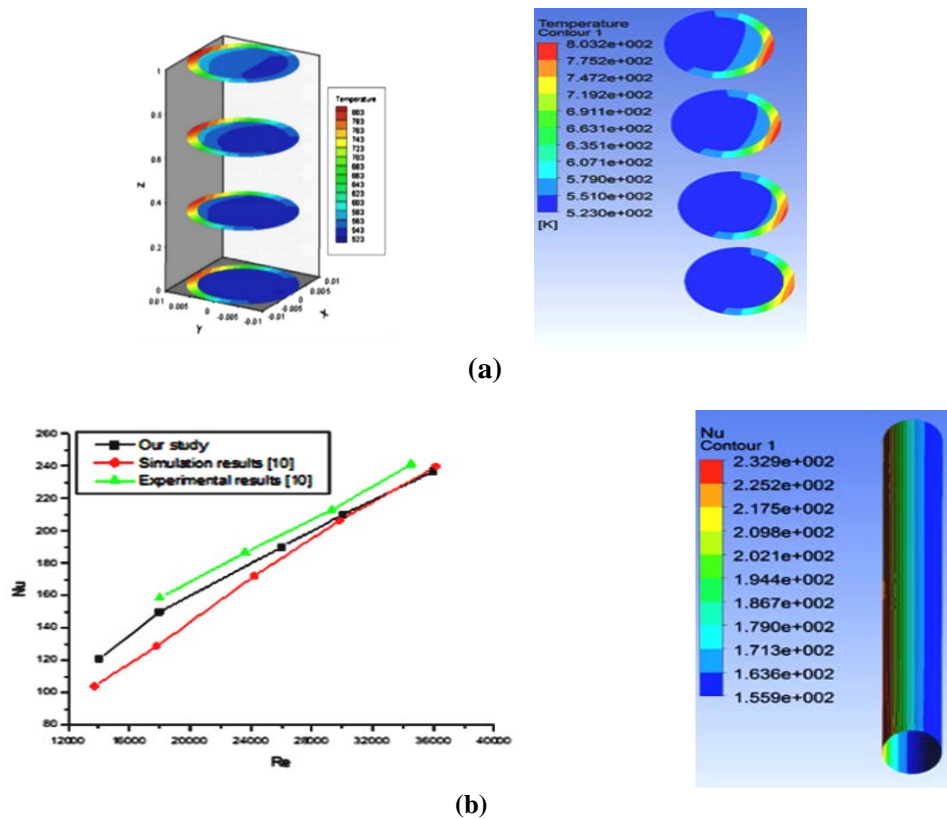 1
0.8
0.6
0.4
0.2
0
Z
0.01
0.005
0
-0.005
-0.01
Y
0.01
0.005
0
-0.005
-0.01
X
Temperature
803
783
763
743
723
703
683
663
643
623
603
583
563
543
523
Temperature
Contour 1
8.032e+002
7.752e+002
7.472e+002
7.192e+002
6.911e+002
6.631e+002
6.351e+002
6.071e+002
5.790e+002
5.510e+002
5.230e+002
[K]
(a)
260
240
220
200
180
160
140
120
100
80
Nu
Our study
Simulation results [10]
Experimental results [10]
12000 16000 20000 24000 28000 32000 36000 40000
Re
Nu
Contour 1
2.329e+002
2.252e+002
2.175e+002
2.098e+002
2.021e+002
1.944e+002
1.867e+002
1.790e+002
1.713e+002
1.636e+002
1.559e+002
(b)